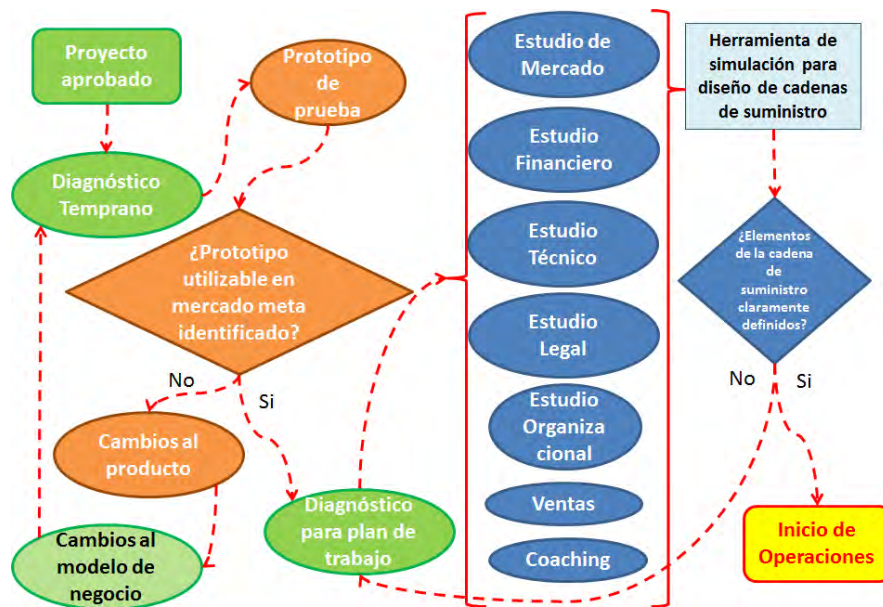 Proyecto
aprobado
Diagnóstico
Temprano
Prototipo
de
prueba
¿Prototipo
utilizable en
mercado meta
identificado?
No
Si
Cambios al
producto
Cambios al
modelo de
negocio
Diagnóstico
para plan de
trabajo
Estudio de
Mercado
Estudio
Financiero
Estudio
Técnico
Estudio
Legal
Estudio
Organiza
cional
Ventas
Coaching
Herramienta de
simulación para
diseño de cadenas
de suministro
¿Elementos
de la cadena
de
suministro
claramente
definidos?
No
Si
Inicio de
Operaciones